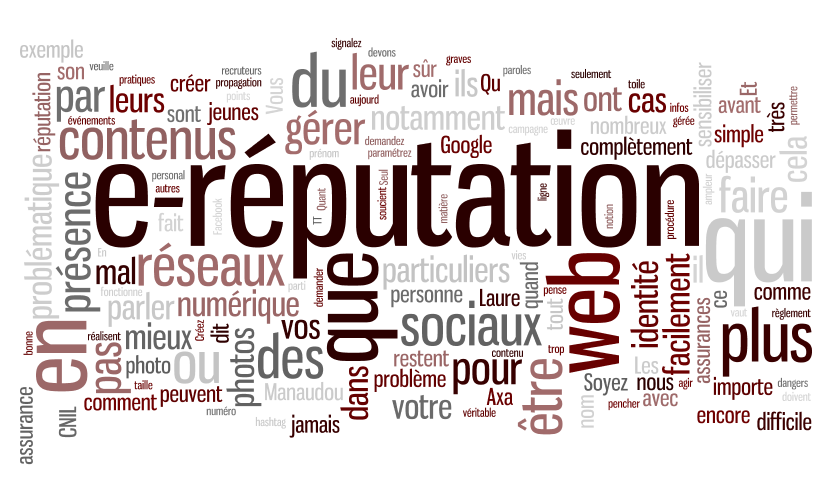 signalez
exemple
devons
veuille
graves
son
pratiques
créer
recruteurs
propagation
du
leur
sûr
ils
Qu
paroles
seulement
sensibiliser
réputation
par
leurs
points
Vous
aujourd
avoir
mais
ont
toile
cas
infos
avant
Et
très
permettre
événements
sont
jeunes
gérer
notamment
campagne
œuvre
nombreux
gérée
simple
contenus
demandez
paramétrez
Google
complètement
dépasser
cela
problématique
présence
personal
autres
prénom
e-réputation
ampleur
faire
fait
Facebook
TT
Quant
soucient
Seul
matière
ligne
notion
procédure
qui
En
mal
réseaux
parti
demander
que
particuliers
vies
quand
web
identité
facilement
il
ce
comme
fonctionne
parler
numérique
personne
Laure
pense
tout
assurances
vaut
règlement
bonne
en
réalisent
pas
mieux
Créez
dit
vos
sociaux
plus
photo
ou
photos
des
restent
contenu
trop
Les
taille
dans
problème
pour
être
Soyez
nous
agir
importe
dangers
assurance
CNIL
comment
peuvent
Manaudou
votre
Axa
nom
pencher
avec
doivent
numéro
hashtag
jamais
véritable
encore
difficile